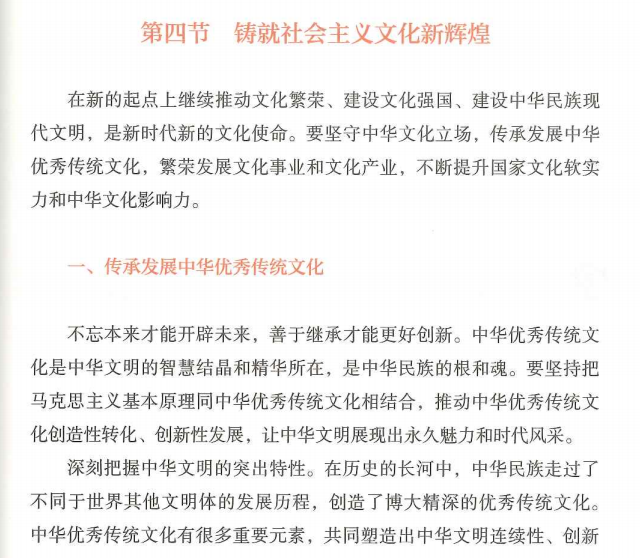 第四节 铸就社会主义文化新辉煌
在新的起点上继续推动文化繁荣、建设文化强国、建设中华民族现
代文明，是新时代新的文化使命。要坚守中华文化立场，传承发展中华
优秀传统文化，繁荣发展文化事业和文化产业，不断提升国家文化软实
力和中华文化影响力。
一、传承发展中华优秀传统文化
不忘本来才能开辟未来，善于继承才能更好创新。中华优秀传统文
化是中华文明的智慧结晶和精华所在，是中华民族的根和魂。要坚持把
马克思主义基本原理同中华优秀传统文化相结合，推动中华优秀传统文
化创造性转化、创新性发展，让中华文明展现出永久魅力和时代风采。
深刻把握中华文明的突出特性。在历史的长河中，中华民族走过了
不同于世界其他文明体的发展历程，创造了博大精深的优秀传统文化。
中华优秀传统文化有很多重要元素，共同塑造出中华文明连续性、创新